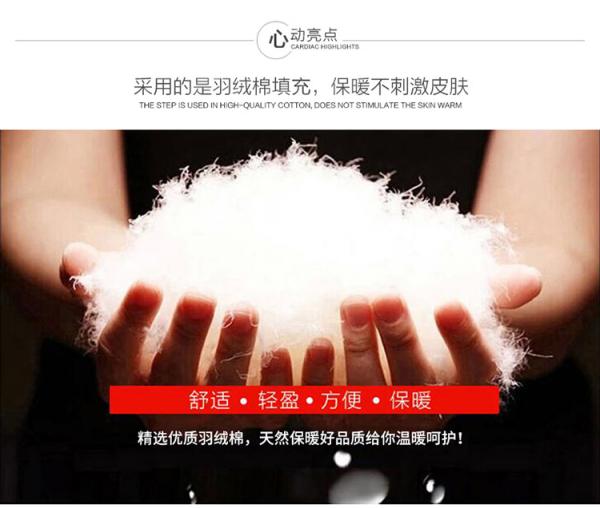 心动亮点
CARDIAC HIGHLIGHTS
采用的是羽绒棉填充，保暖不刺激皮肤
THE STEP IS USED IN HIGH-QUALITY COTTON, DOES NOT STIMULATE THE SKIN WARM
舒适 • 轻盈 • 方便 • 保暖
精选优质羽绒棉，天然保暖好品质给你温暖呵护！